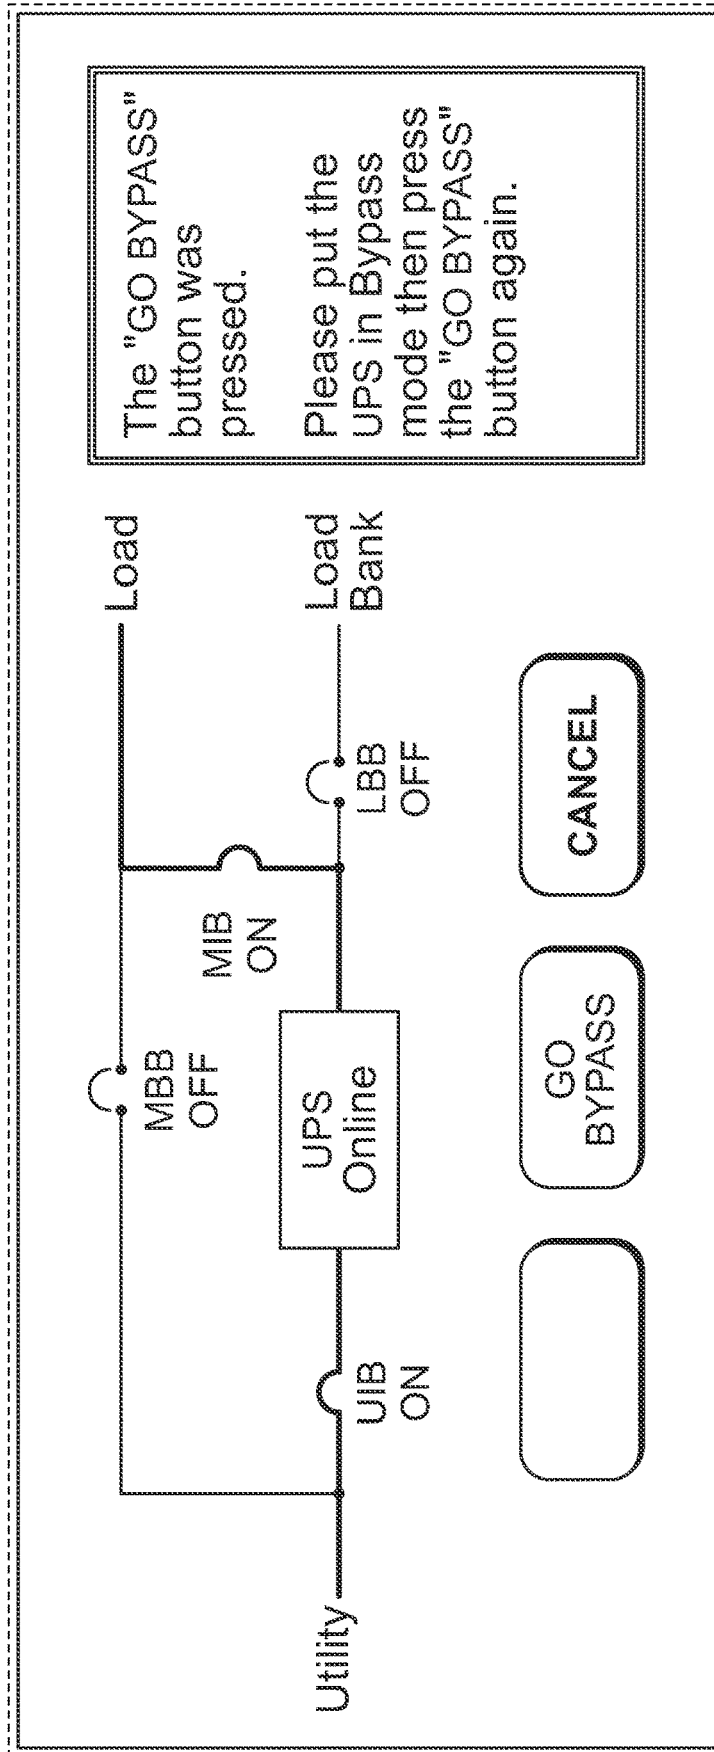 The "GO BYPASS"
button was
pressed.
Please put the
UPS in Bypass
mode then press
the "GO BYPASS"
button again.
Load
MBB
OFF
MIB
ON
Utility
UIB
ON
UPS
Online
LBB
OFF
Load
Bank
GO
BYPASS
CANCEL